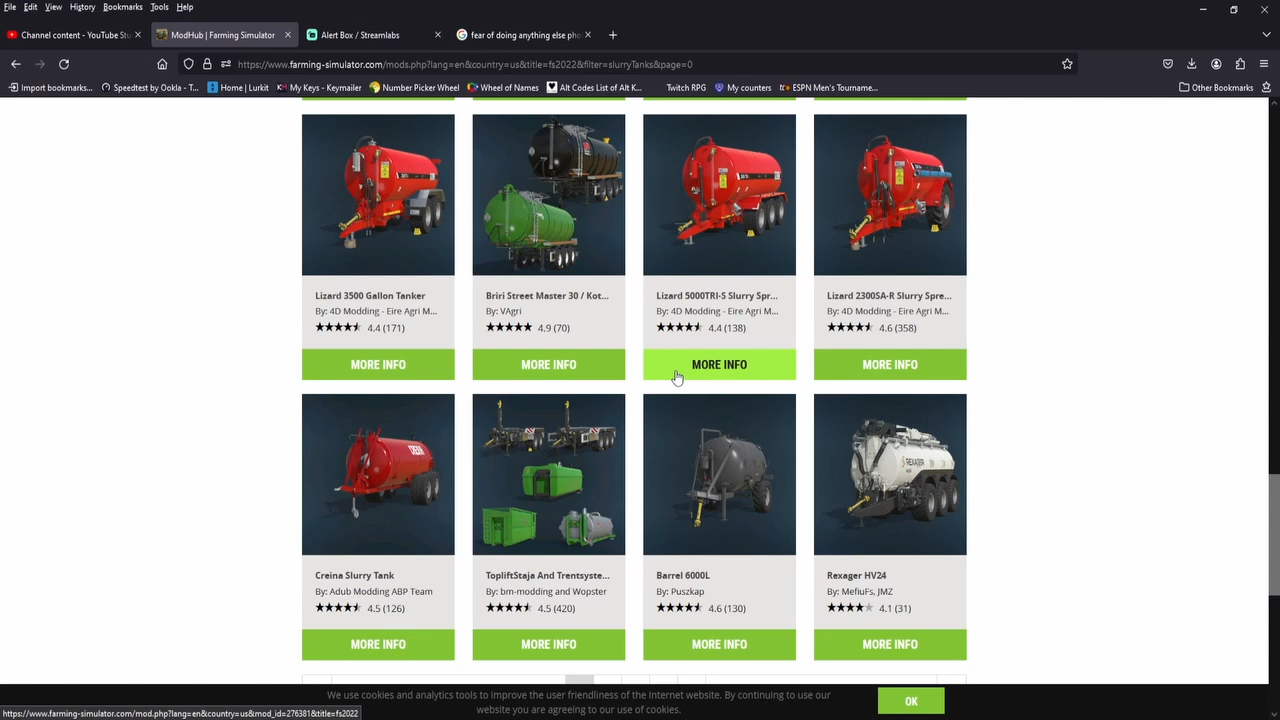 File Edit View History Bookmarks Tools Help
Channel content - YouTube St
ModHub | Farming Simulator
Alert Box / Streamlabs
fear of doing anything else pho
https://www.farming-simulator.com/mods.php?lang=en&country=us&title=fs2022&filter=slurryTanks&page=0
Import bookmarks... Speedtest by Ookla - T... Home | Lurkit My Keys - Keymailer Number Picker Wheel Wheel of Names Alt Codes List of Alt K... Twitch RPG My counters ESPN Men's Tourname... Other Bookmarks
Lizard 3500 Gallon Tanker
By: 4D Modding - Eire Agri M...
4.4 (171)
MORE INFO
Briri Street Master 30 / Kot...
By: VAgri
4.9 (70)
MORE INFO
Lizard 5000TRI-S Slurry Spr...
By: 4D Modding - Eire Agri M...
4.4 (138)
MORE INFO
Lizard 2300SA-R Slurry Spre...
By: 4D Modding - Eire Agri M...
4.6 (358)
MORE INFO
TREIN
Creina Slurry Tank
By: Adub Modding ABP Team
4.5 (126)
MORE INFO
TopliftStaja And Trentsyste...
By: bm-modding and Wopster
4.5 (420)
MORE INFO
Barrel 6000L
By: Puszkap
4.6 (130)
MORE INFO
REXAGER
Rexager HV24
By: MefiuFs, JMZ
4.1 (31)
MORE INFO
We use cookies and analytics tools to improve the user friendliness of the Internet website. By continuing to use our
website you are agreeing to our use of cookies.
OK
https://www.farming-simulator.com/mod.php?lang=en&country=us&mod_id=276381&title=fs2022